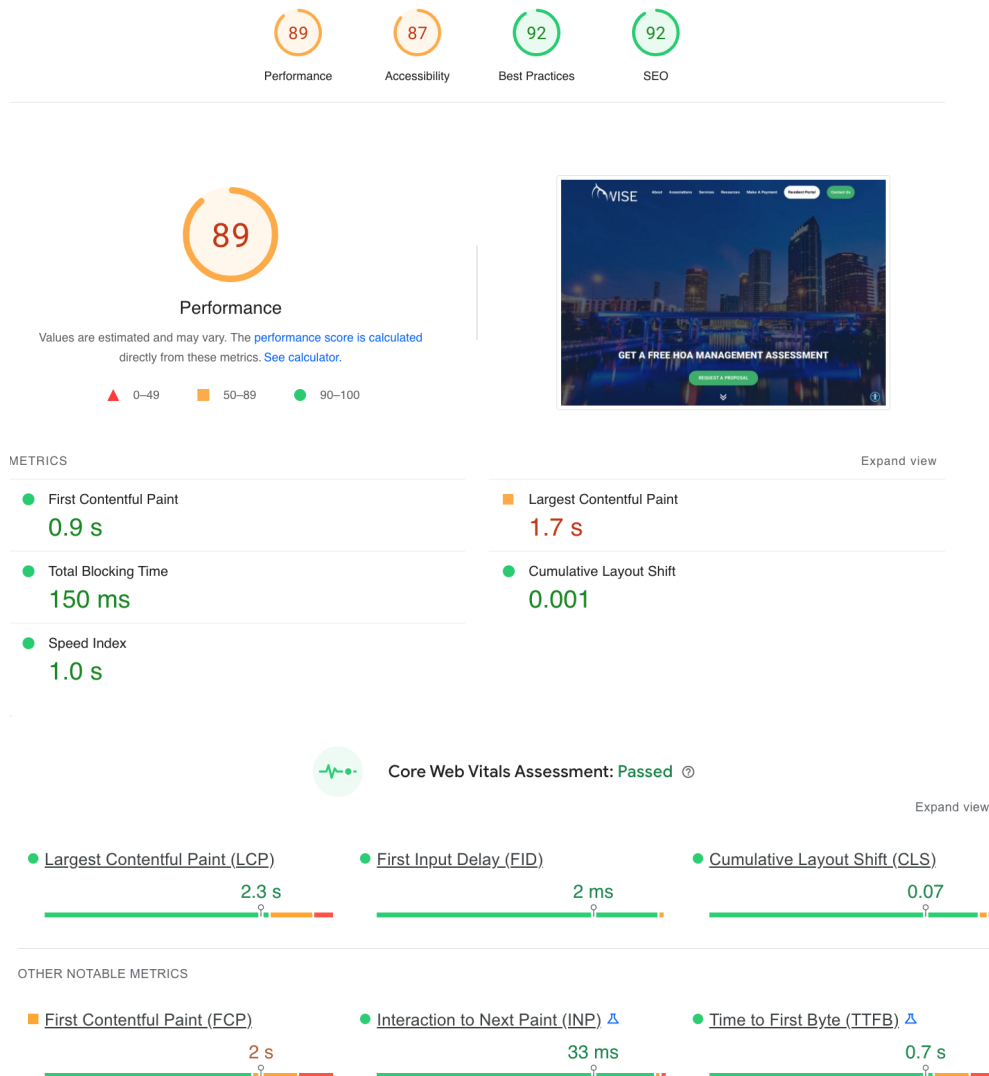 89
87
92
92
Performance
Accessibility
Best Practices
SEO
89
Performance
Values are estimated and may vary. The performance score is calculated
directly from these metrics. See calculator.
0–49
50–89
90–100
WISE
About
Associations
Services
Resources
Make A Payment
Resident Portal
Contact Us
GET A FREE HOA MANAGEMENT ASSESSMENT
REQUEST A PROPOSAL
METRICS
Expand view
First Contentful Paint
0.9 s
Largest Contentful Paint
1.7 s
Total Blocking Time
150 ms
Cumulative Layout Shift
0.001
Speed Index
1.0 s
Core Web Vitals Assessment: Passed
Expand view
Largest Contentful Paint (LCP)
2.3 s
First Input Delay (FID)
2 ms
Cumulative Layout Shift (CLS)
0.07
OTHER NOTABLE METRICS
First Contentful Paint (FCP)
2 s
Interaction to Next Paint (INP)
33 ms
Time to First Byte (TTFB)
0.7 s